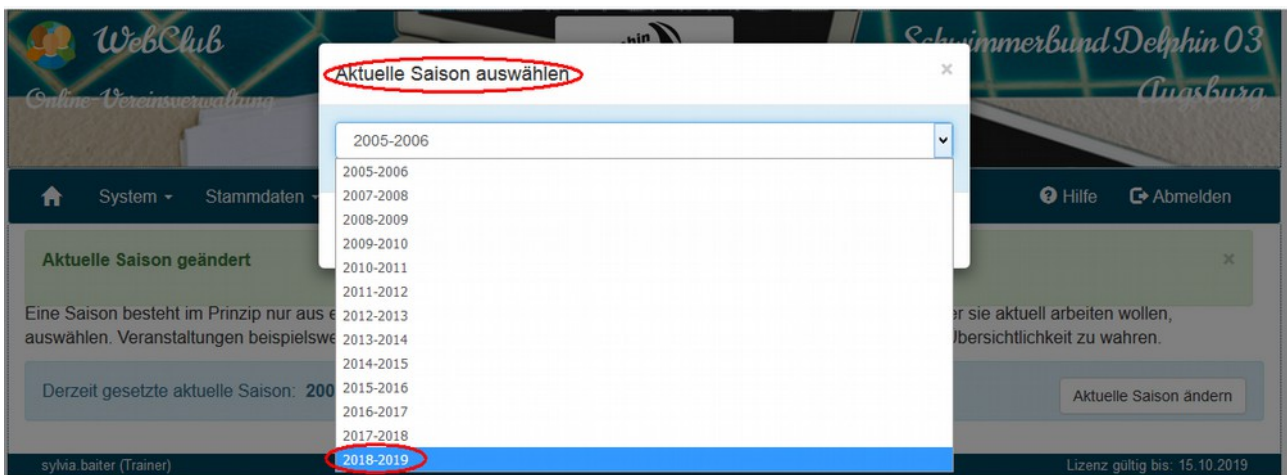 WebClub
Online-Vereinsverwaltung
Schwimmerbund Delphin 03
Augsburg
Aktuelle Saison auswählen
×
2005-2006
2005-2006
2007-2008
2008-2009
2009-2010
2010-2011
2011-2012
2012-2013
2013-2014
2014-2015
2015-2016
2016-2017
2017-2018
2018-2019
System
Stammdaten
Hilfe
Abmelden
Aktuelle Saison geändert
×
Eine Saison besteht im Prinzip nur aus
sie aktuell arbeiten wollen,
auswählen. Veranstaltungen beispielswe
Übersichtlichkeit zu wahren.
Derzeit gesetzte aktuelle Saison: 200
Aktuelle Saison ändern
sylvia.baiter (Trainer)
Lizenz gültig bis: 15.10.2019